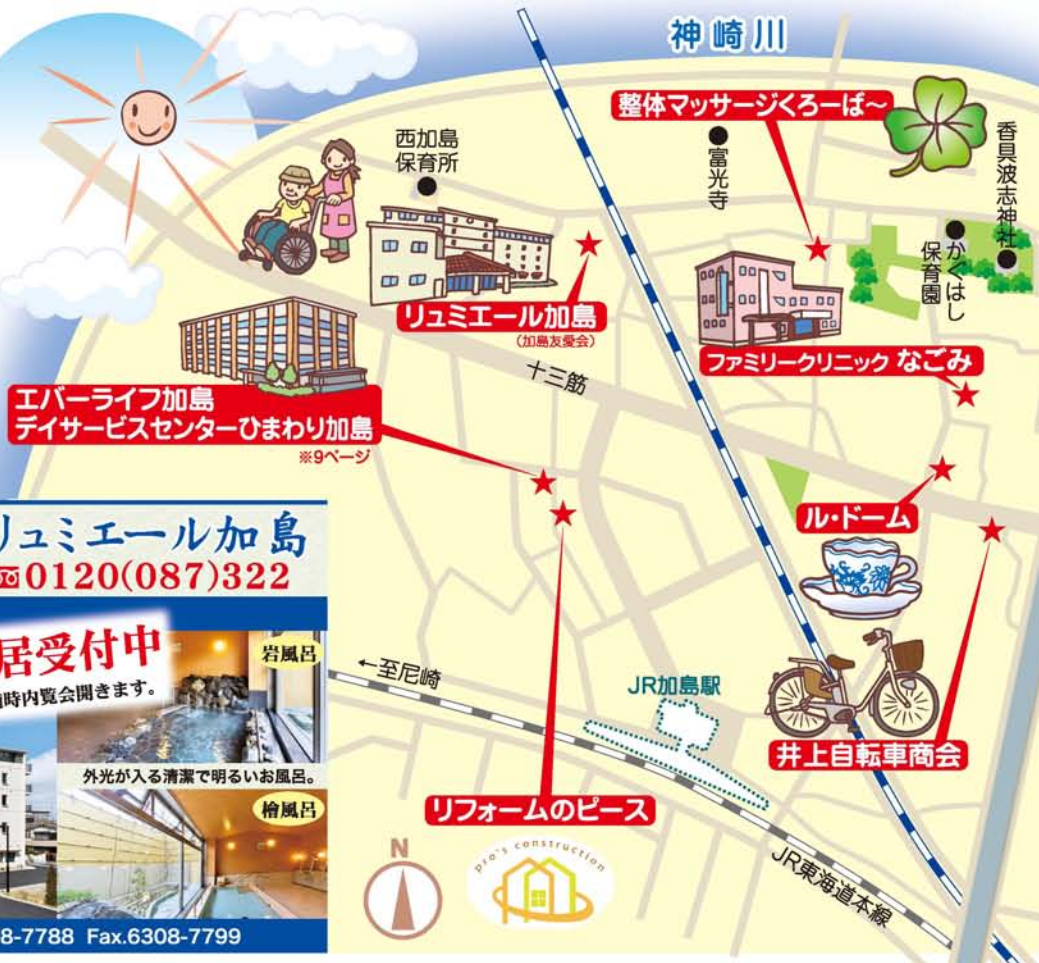 神崎川
整体マッサージくろーば〜
西加島
保育所
富光寺
香具波志神社
かぐはし
保育園
リュミエール加島
(加島友愛会)
ファミリークリニック なごみ
十三筋
エバーライフ加島
デイサービスセンターひまわり加島
※9ページ
ル・ドーム
リュミエール加島
0120(087)322
居受付中
時内覧会開きます。
岩風呂
外光が入る清潔で明るいお風呂。
檜風呂
8-7788 Fax.6308-7799
←至尼崎
JR加島駅
井上自転車商会
リフォームのピース
N
pro's construction
JR東海道本線